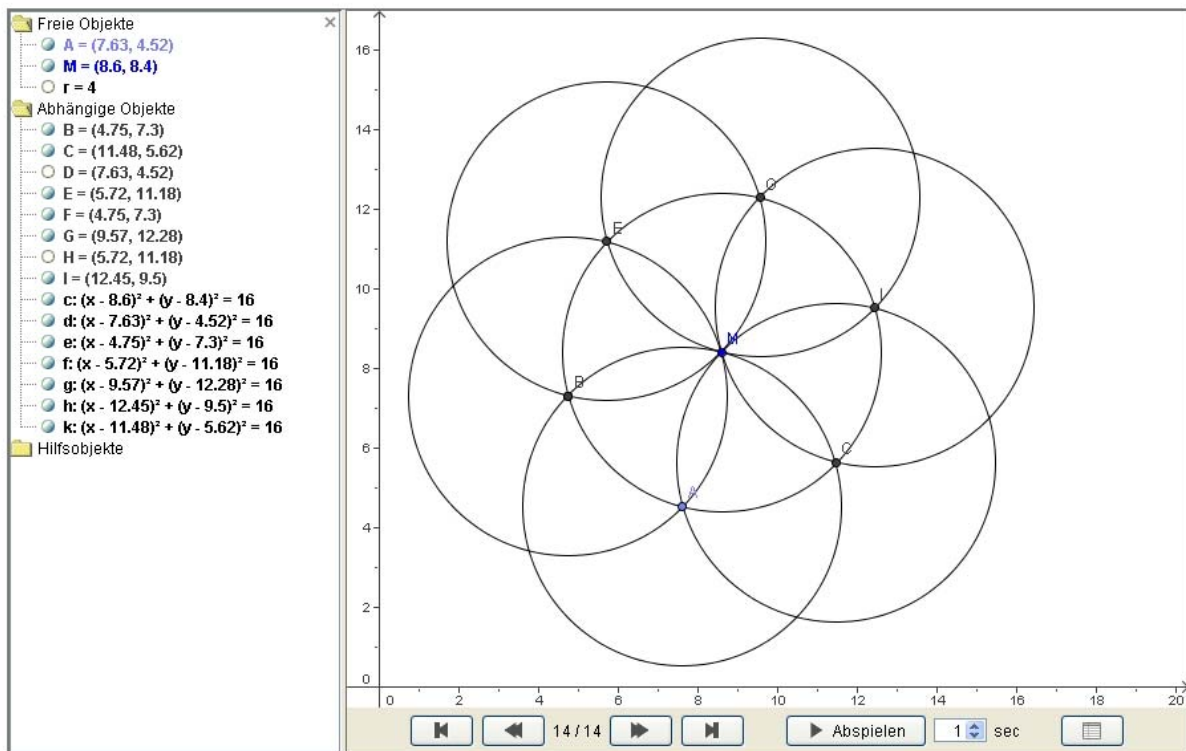 Freie Objekte
A = (7.63, 4.52)
M = (8.6, 8.4)
r = 4
Abhängige Objekte
B = (4.75, 7.3)
C = (11.48, 5.62)
D = (7.63, 4.52)
E = (5.72, 11.18)
F = (4.75, 7.3)
G = (9.57, 12.28)
H = (5.72, 11.18)
I = (12.45, 9.5)
c: (x - 8.6)² + (y - 8.4)² = 16
d: (x - 7.63)² + (y - 4.52)² = 16
e: (x - 4.75)² + (y - 7.3)² = 16
f: (x - 5.72)² + (y - 11.18)² = 16
g: (x - 9.57)² + (y - 12.28)² = 16
h: (x - 12.45)² + (y - 9.5)² = 16
k: (x - 11.48)² + (y - 5.62)² = 16
Hilfsobjekte
16
14
12
10
8
6
4
2
0
G
E
I
M
B
C
A
0 2 4 6 8 10 12 14 16 18 20
14 / 14 Abspielen 1 sec